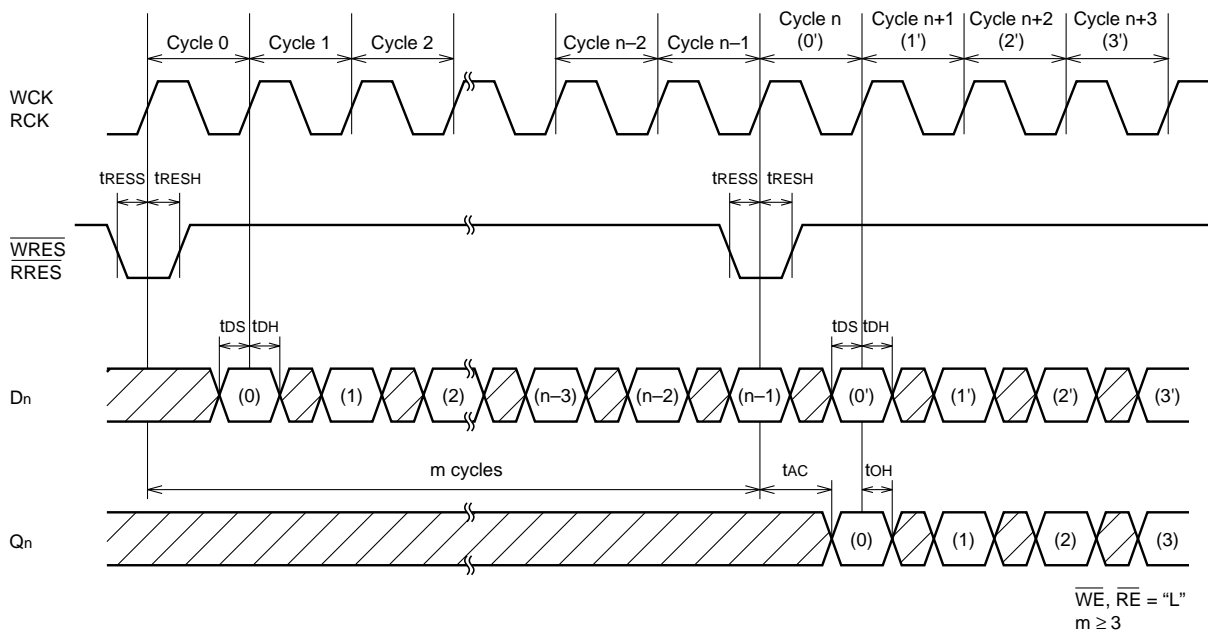 Cycle 0 Cycle 1 Cycle 2 Cycle n–2 Cycle n–1 Cycle n (0') Cycle n+1 (1') Cycle n+2 (2') Cycle n+3 (3')
WCK
RCK
tRESS tRESH tRESS tRESH
WRES
RRES
tDS tDH tDS tDH
Dn (0) (1) (2) (n–3) (n–2) (n–1) (0') (1') (2') (3')
m cycles tAC tOH
Qn (0) (1) (2) (3)
WE, RE = “L”
m ≥ 3